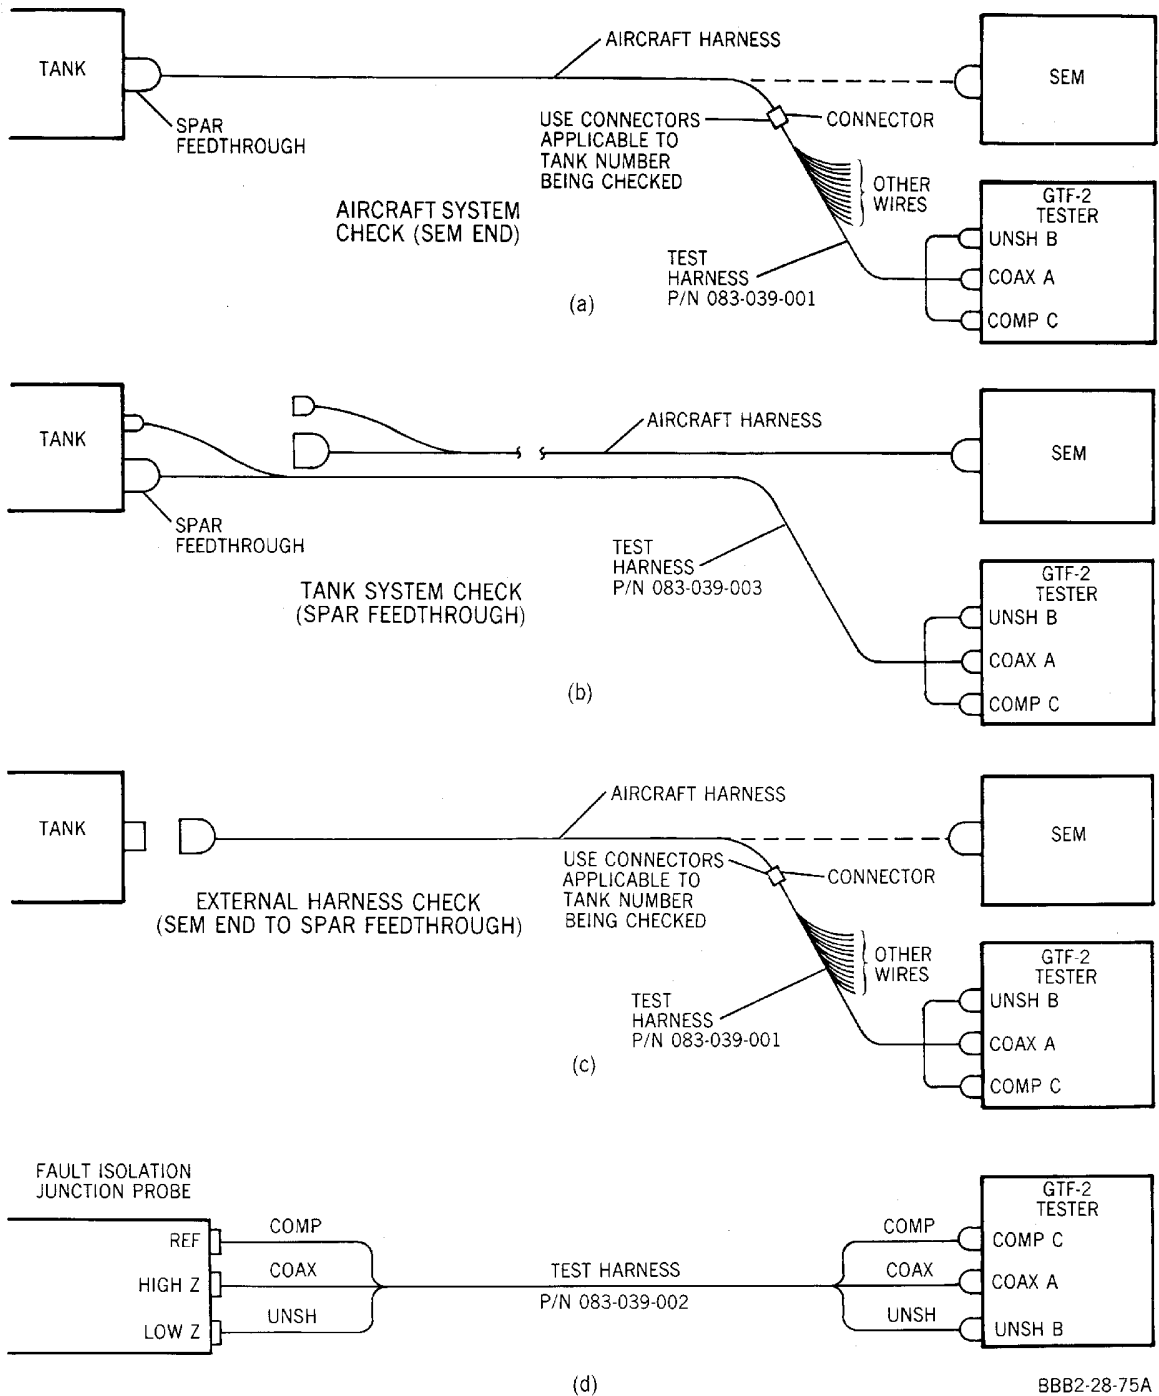 AIRCRAFT HARNESS
TANK
SEM
SPAR
FEEDTHROUGH
USE CONNECTORS
APPLICABLE TO
TANK NUMBER
BEING CHECKED
CONNECTOR
OTHER
WIRES
AIRCRAFT SYSTEM
CHECK (SEM END)
TEST
HARNESS
P/N 083-039-001
GTF-2
TESTER
UNSH B
COAX A
COMP C
(a)
TANK
AIRCRAFT HARNESS
SEM
SPAR
FEEDTHROUGH
TEST
HARNESS
P/N 083-039-003
TANK SYSTEM CHECK
(SPAR FEEDTHROUGH)
GTF-2
TESTER
UNSH B
COAX A
COMP C
(b)
AIRCRAFT HARNESS
TANK
SEM
USE CONNECTORS
APPLICABLE TO
TANK NUMBER
BEING CHECKED
CONNECTOR
EXTERNAL HARNESS CHECK
(SEM END TO SPAR FEEDTHROUGH)
OTHER
WIRES
TEST
HARNESS
P/N 083-039-001
GTF-2
TESTER
UNSH B
COAX A
COMP C
(c)
FAULT ISOLATION
JUNCTION PROBE
REF
HIGH Z
LOW Z
COMP
COAX
UNSH
TEST HARNESS
P/N 083-039-002
COMP
COAX
UNSH
GTF-2
TESTER
COMP C
COAX A
UNSH B
(d)
BBB2-28-75A